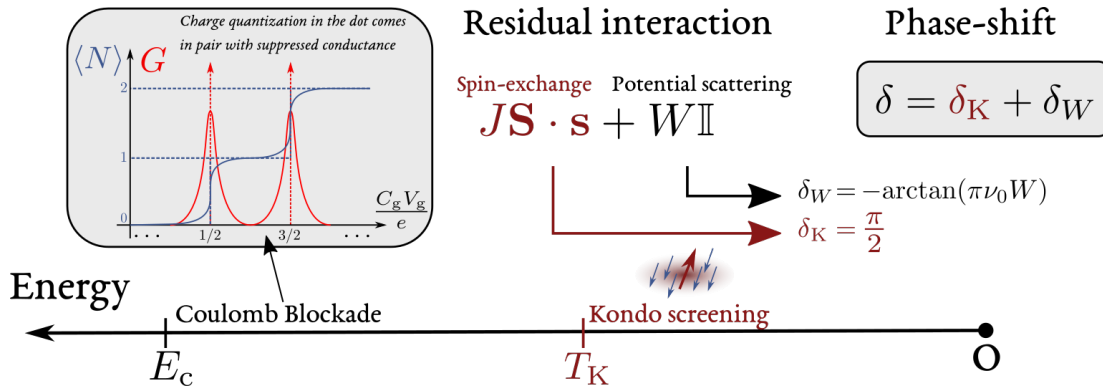 Charge quantization in the dot comes
in pair with suppressed conductance
⟨N⟩ G
2
1
0
1/2 3/2
· · · · · ·
C_g V_g / e
Residual interaction
Spin-exchange Potential scattering
J𝐒 · 𝐬 + W𝕀
Phase-shift
δ = δ_K + δ_W
δ_W = −arctan(πν_0W)
δ_K = π/2
Energy
Coulomb Blockade
Kondo screening
E_c
T_K
O